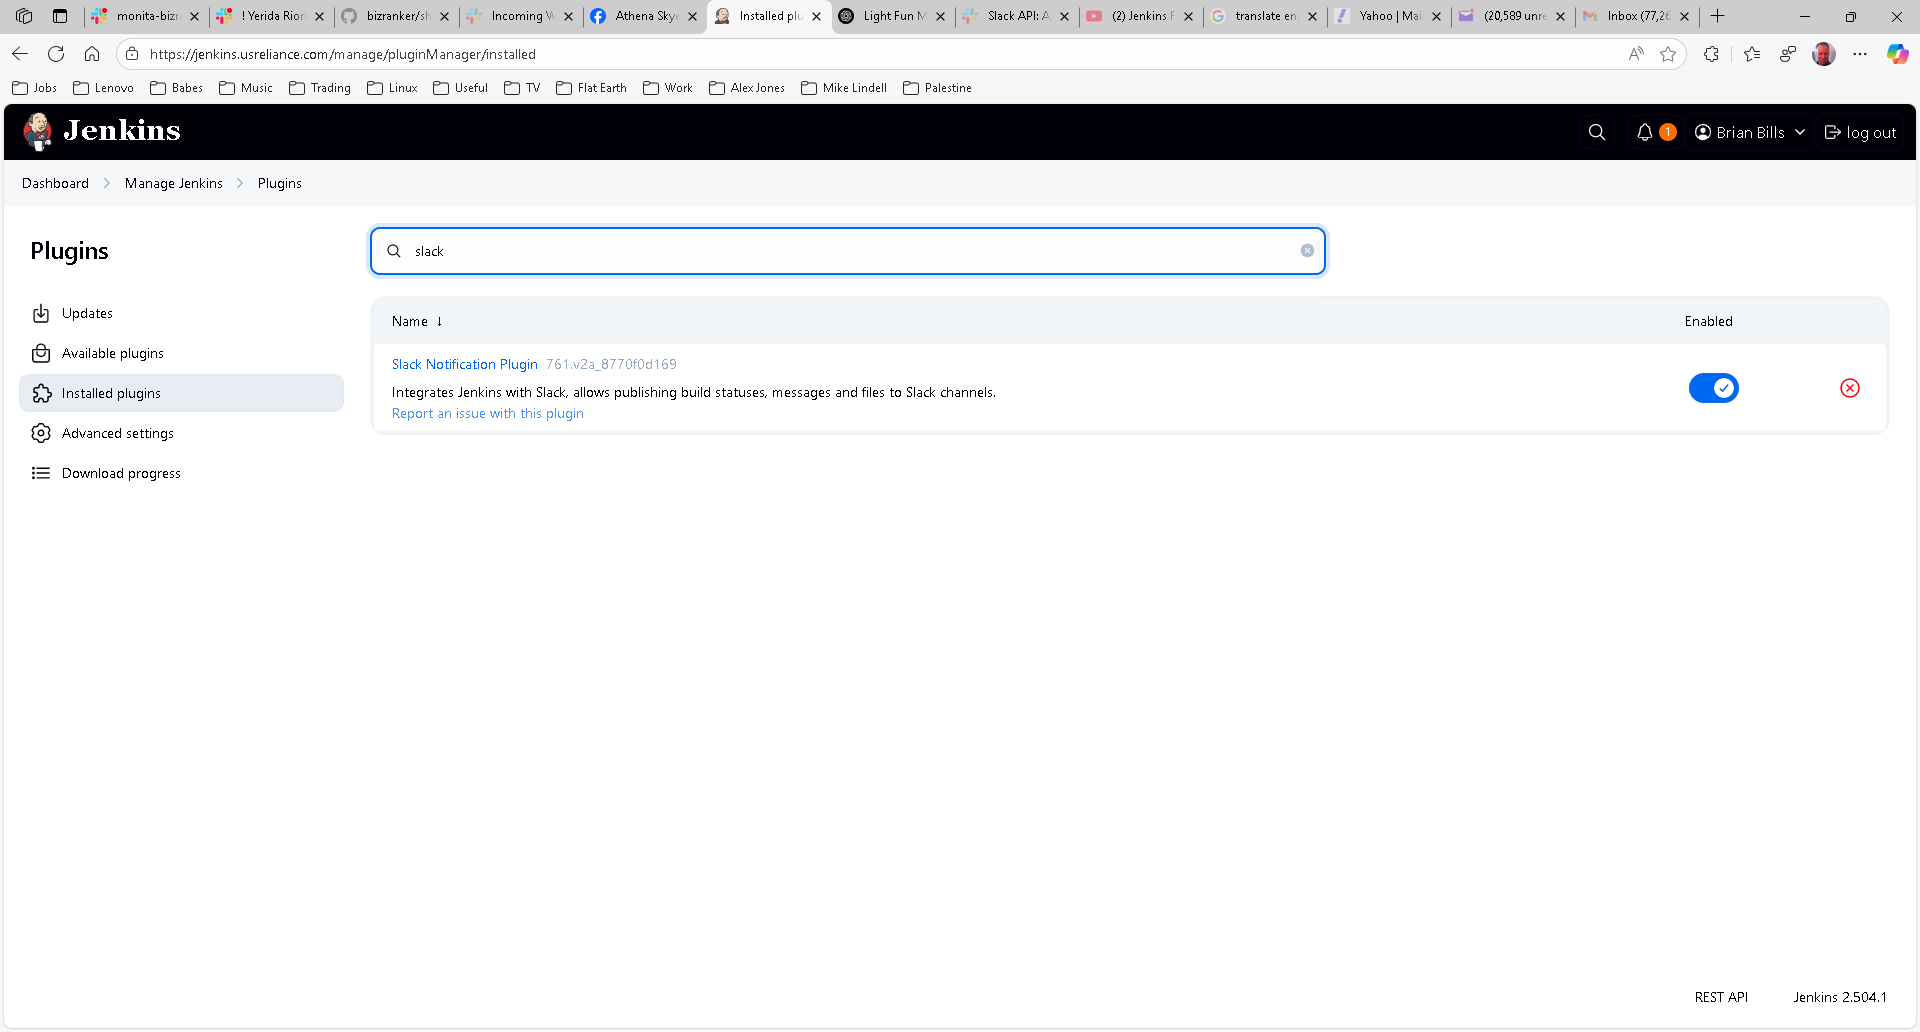 monita-bizr
! Yerida Rion
bizranker/sh
Incoming W
Athena Skye
Installed plu
Light Fun M
Slack API: A
(2) Jenkins P
translate en
Yahoo | Mai
(20,589 unre
Inbox (77,26
https://jenkins.usreliance.com/manage/pluginManager/installed
Jobs Lenovo Babes Music Trading Linux Useful TV Flat Earth Work Alex Jones Mike Lindell Palestine
Jenkins
1 Brian Bills log out
Dashboard Manage Jenkins Plugins
Plugins
slack
Updates
Available plugins
Installed plugins
Advanced settings
Download progress
Name ↓ Enabled
Slack Notification Plugin 761.v2a_8770f0d169
Integrates Jenkins with Slack, allows publishing build statuses, messages and files to Slack channels.
Report an issue with this plugin
REST API Jenkins 2.504.1